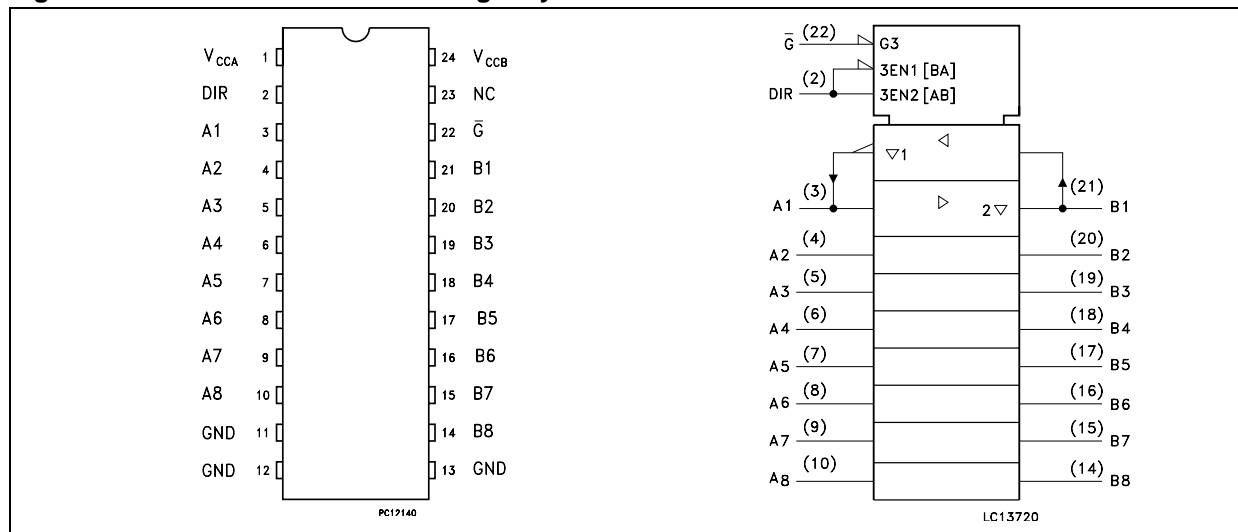 VCCA 1 24 VCCB
DIR 2 23 NC
A1 3 22 G̅
A2 4 21 B1
A3 5 20 B2
A4 6 19 B3
A5 7 18 B4
A6 8 17 B5
A7 9 16 B6
A8 10 15 B7
GND 11 14 B8
GND 12 13 GND
PC12140
G̅ (22) G3
3EN1 [BA]
DIR (2) 3EN2 [AB]
▽1 ◁
A1 (3) ▷ 2▽ (21) B1
A2 (4) (20) B2
A3 (5) (19) B3
A4 (6) (18) B4
A5 (7) (17) B5
A6 (8) (16) B6
A7 (9) (15) B7
A8 (10) (14) B8
LC13720